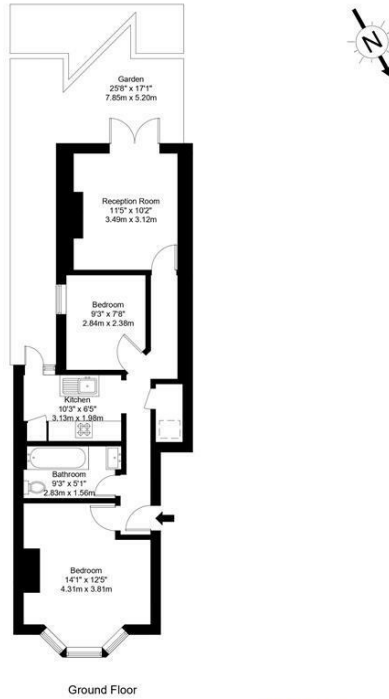 N
Garden
25'8" x 17'1"
7.85m x 5.20m
Reception Room
11'5" x 10'2"
3.49m x 3.12m
Bedroom
9'3" x 7'8"
2.84m x 2.38m
Kitchen
10'3" x 6'5"
3.13m x 1.98m
Bathroom
9'3" x 5'1"
2.83m x 1.56m
Bedroom
14'1" x 12'5"
4.31m x 3.81m
Ground Floor